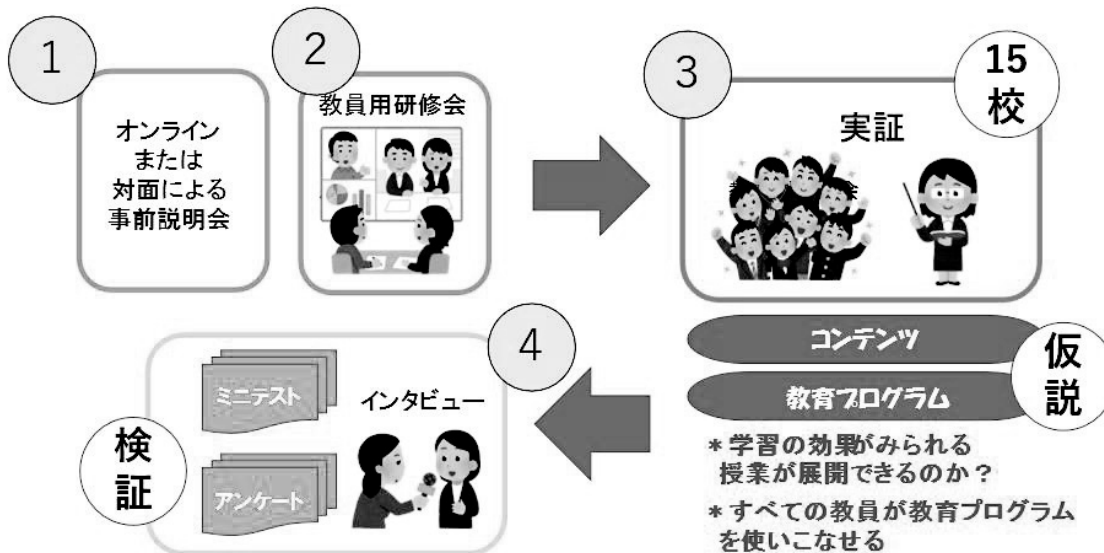 1
オンライン
または
対面による
事前説明会
2
教員用研修会
3
15
校
実証
コンテンツ
教育プログラム
仮
説
*学習の効果がみられる
授業が展開できるのか?
*すべての教員が教育プログラム
を使いこなせる
4
ミニテスト
インタビュー
アンケート
検
証